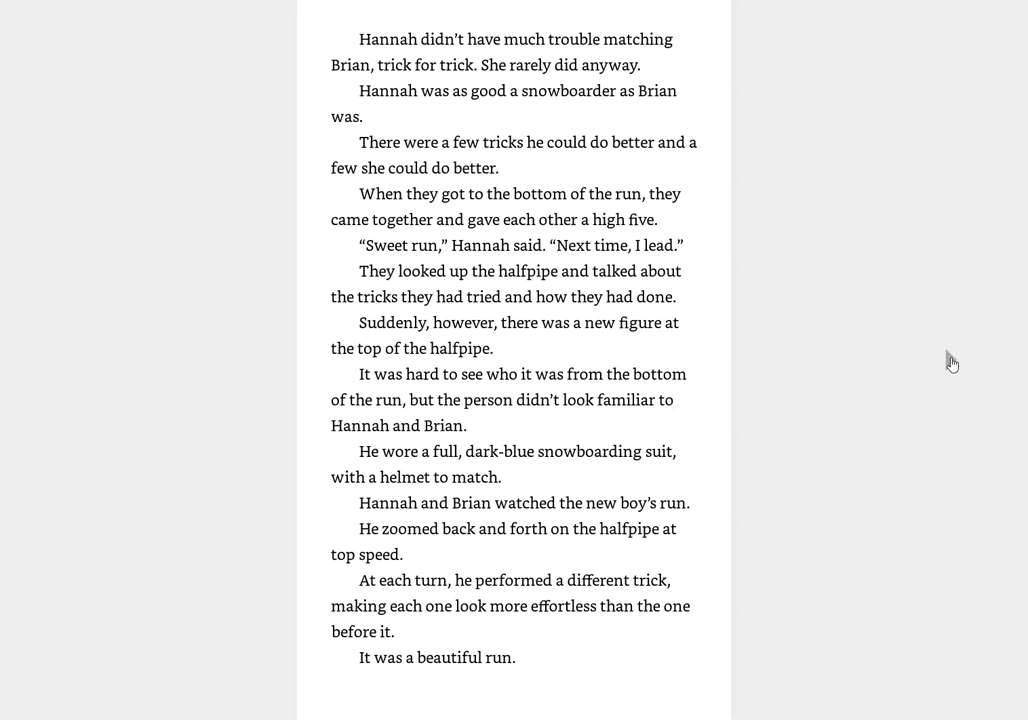 Hannah didn’t have much trouble matching
Brian, trick for trick. She rarely did anyway.
Hannah was as good a snowboarder as Brian
was.
There were a few tricks he could do better and a
few she could do better.
When they got to the bottom of the run, they
came together and gave each other a high five.
“Sweet run,” Hannah said. “Next time, I lead.”
They looked up the halfpipe and talked about
the tricks they had tried and how they had done.
Suddenly, however, there was a new figure at
the top of the halfpipe.
It was hard to see who it was from the bottom
of the run, but the person didn’t look familiar to
Hannah and Brian.
He wore a full, dark-blue snowboarding suit,
with a helmet to match.
Hannah and Brian watched the new boy’s run.
He zoomed back and forth on the halfpipe at
top speed.
At each turn, he performed a different trick,
making each one look more effortless than the one
before it.
It was a beautiful run.